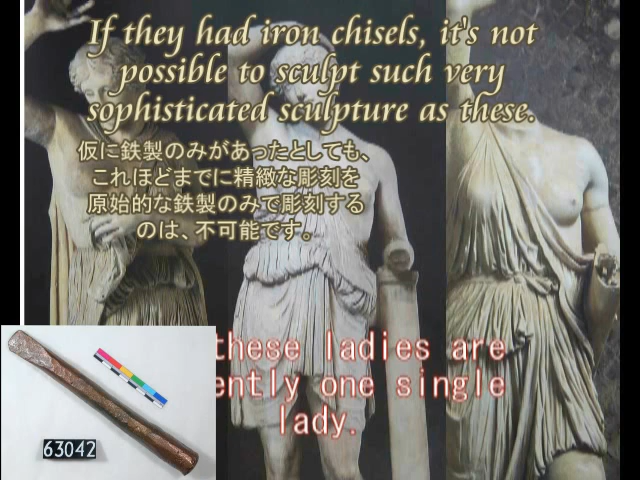 If they had iron chisels, it's not
possible to sculpt such very
sophisticated sculpture as these.
仮に鉄製のみがあったとしても、
これほどまでに精緻な彫刻を
原始的な鉄製のみで彫刻する
のは、不可能です。
these ladies are
one single
lady.
63042